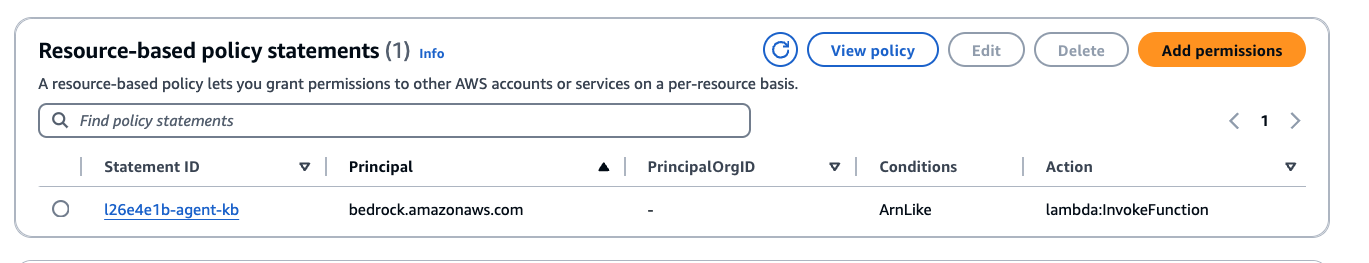 Resource-based policy statements (1) Info
View policy
Edit
Delete
Add permissions
A resource-based policy lets you grant permissions to other AWS accounts or services on a per-resource basis.
Find policy statements
1
Statement ID
Principal
PrincipalOrgID
Conditions
Action
l26e4e1b-agent-kb
bedrock.amazonaws.com
-
ArnLike
lambda:InvokeFunction